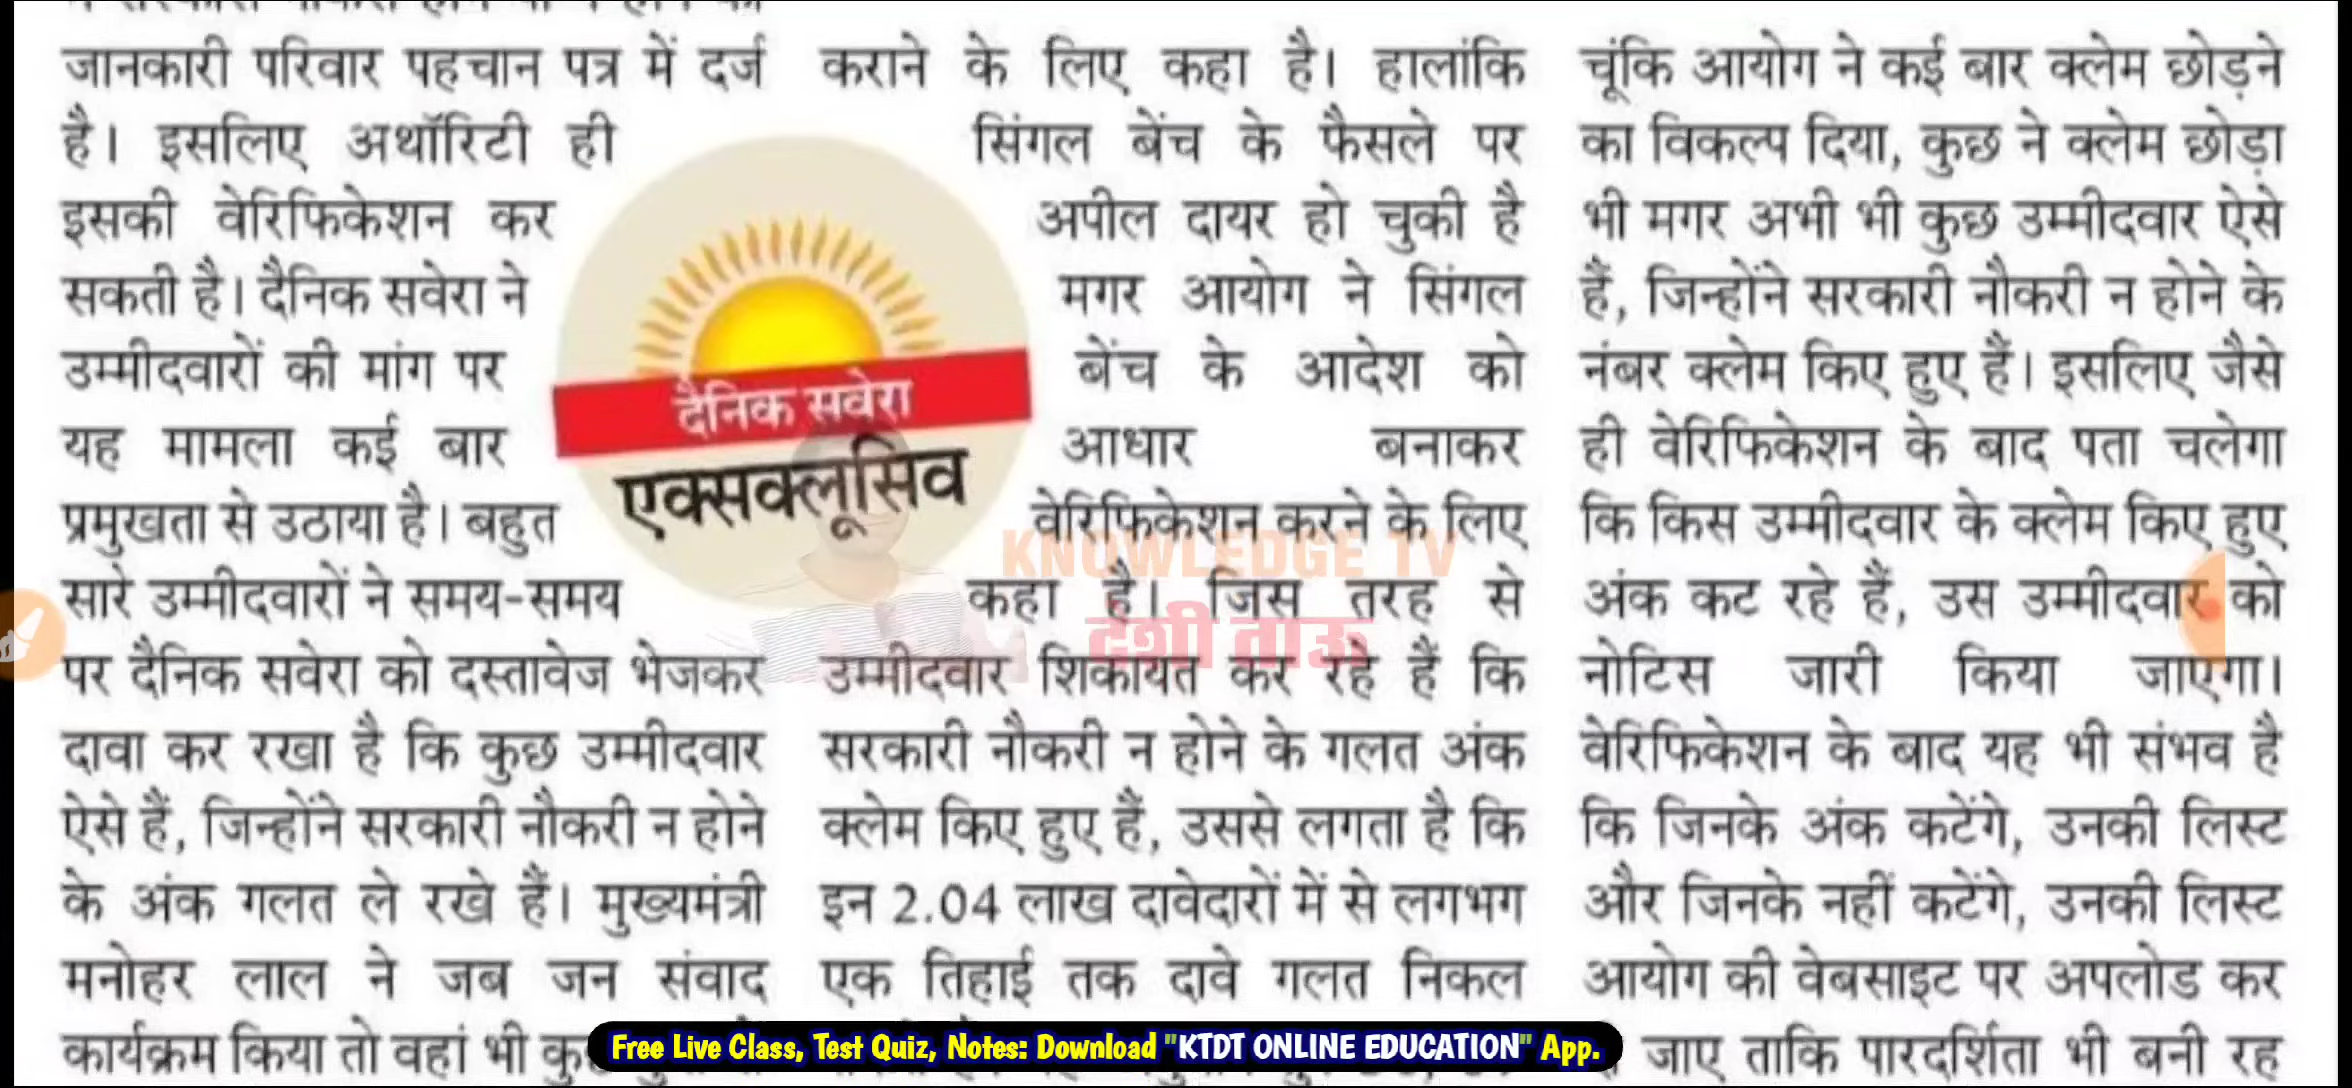 जानकारी परिवार पहचान पत्र में दर्ज
है। इसलिए अथॉरिटी ही
इसकी वेरिफिकेशन कर
सकती है। दैनिक सवेरा ने
उम्मीदवारों की मांग पर
यह मामला कई बार
प्रमुखता से उठाया है। बहुत
सारे उम्मीदवारों ने समय-समय
पर दैनिक सवेरा को दस्तावेज भेजकर
दावा कर रखा है कि कुछ उम्मीदवार
ऐसे हैं, जिन्होंने सरकारी नौकरी न होने
के अंक गलत ले रखे हैं। मुख्यमंत्री
मनोहर लाल ने जब जन संवाद
कार्यक्रम किया तो वहां भी
दैनिक सवेरा
एक्सक्लूसिव
कराने के लिए कहा है। हालांकि
सिंगल बेंच के फैसले पर
अपील दायर हो चुकी है
मगर आयोग ने सिंगल
बेंच के आदेश को
आधार बनाकर
वेरिफिकेशन करने के लिए
कहा है। जिस तरह से
उम्मीदवार शिकायत कर रहे हैं कि
सरकारी नौकरी न होने के गलत अंक
क्लेम किए हुए हैं, उससे लगता है कि
इन 2.04 लाख दावेदारों में से लगभग
एक तिहाई तक दावे गलत निकल
KNOWLEDGE TV
देशी ताऊ
चूंकि आयोग ने कई बार क्लेम छोड़ने
का विकल्प दिया, कुछ ने क्लेम छोड़ा
भी मगर अभी भी कुछ उम्मीदवार ऐसे
हैं, जिन्होंने सरकारी नौकरी न होने के
नंबर क्लेम किए हुए हैं। इसलिए जैसे
ही वेरिफिकेशन के बाद पता चलेगा
कि किस उम्मीदवार के क्लेम किए हुए
अंक कट रहे हैं, उस उम्मीदवार को
नोटिस जारी किया जाएगा।
वेरिफिकेशन के बाद यह भी संभव है
कि जिनके अंक कटेंगे, उनकी लिस्ट
और जिनके नहीं कटेंगे, उनकी लिस्ट
आयोग की वेबसाइट पर अपलोड कर
जाए ताकि पारदर्शिता भी बनी रह
Free Live Class, Test Quiz, Notes: Download "KTDT ONLINE EDUCATION" App.